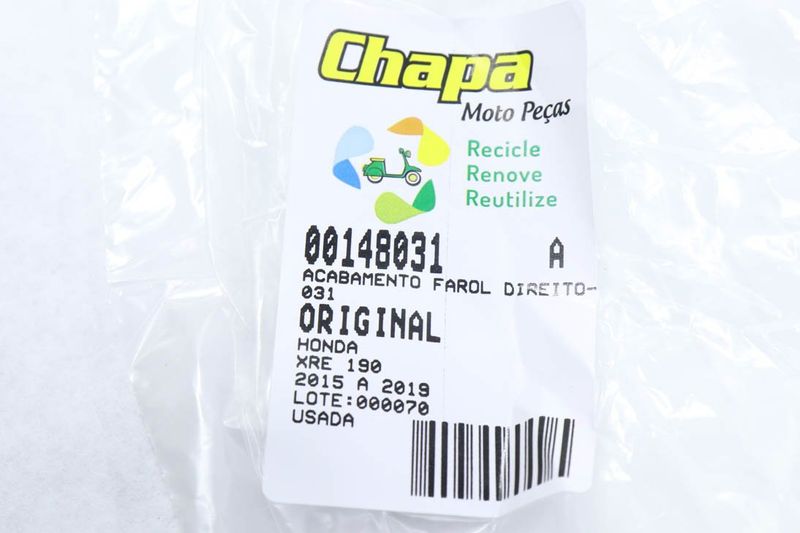 Chapa
Moto Peças
Recicle
Renove
Reutilize
00148031 A
ACABAMENTO FAROL DIREITO-
031
ORIGINAL
HONDA
XRE 190
2015 A 2019
LOTE:000070
USADA